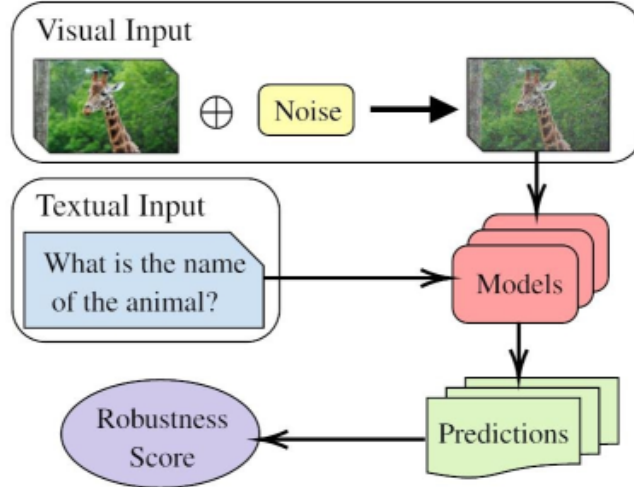 Visual Input
Noise
Textual Input
What is the name
of the animal?
Models
Robustness
Score
Predictions